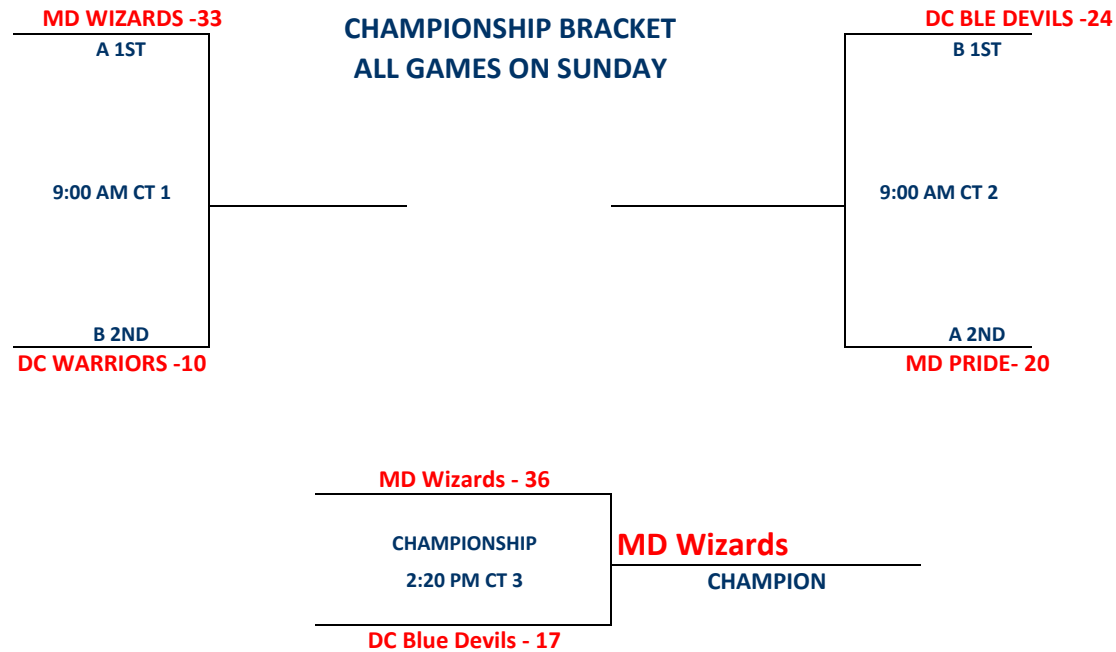 MD WIZARDS -33
A 1ST
CHAMPIONSHIP BRACKET
ALL GAMES ON SUNDAY
DC BLE DEVILS -24
B 1ST
9:00 AM CT 1
9:00 AM CT 2
B 2ND
DC WARRIORS -10
A 2ND
MD PRIDE- 20
MD Wizards - 36
CHAMPIONSHIP
2:20 PM CT 3
MD Wizards
CHAMPION
DC Blue Devils - 17